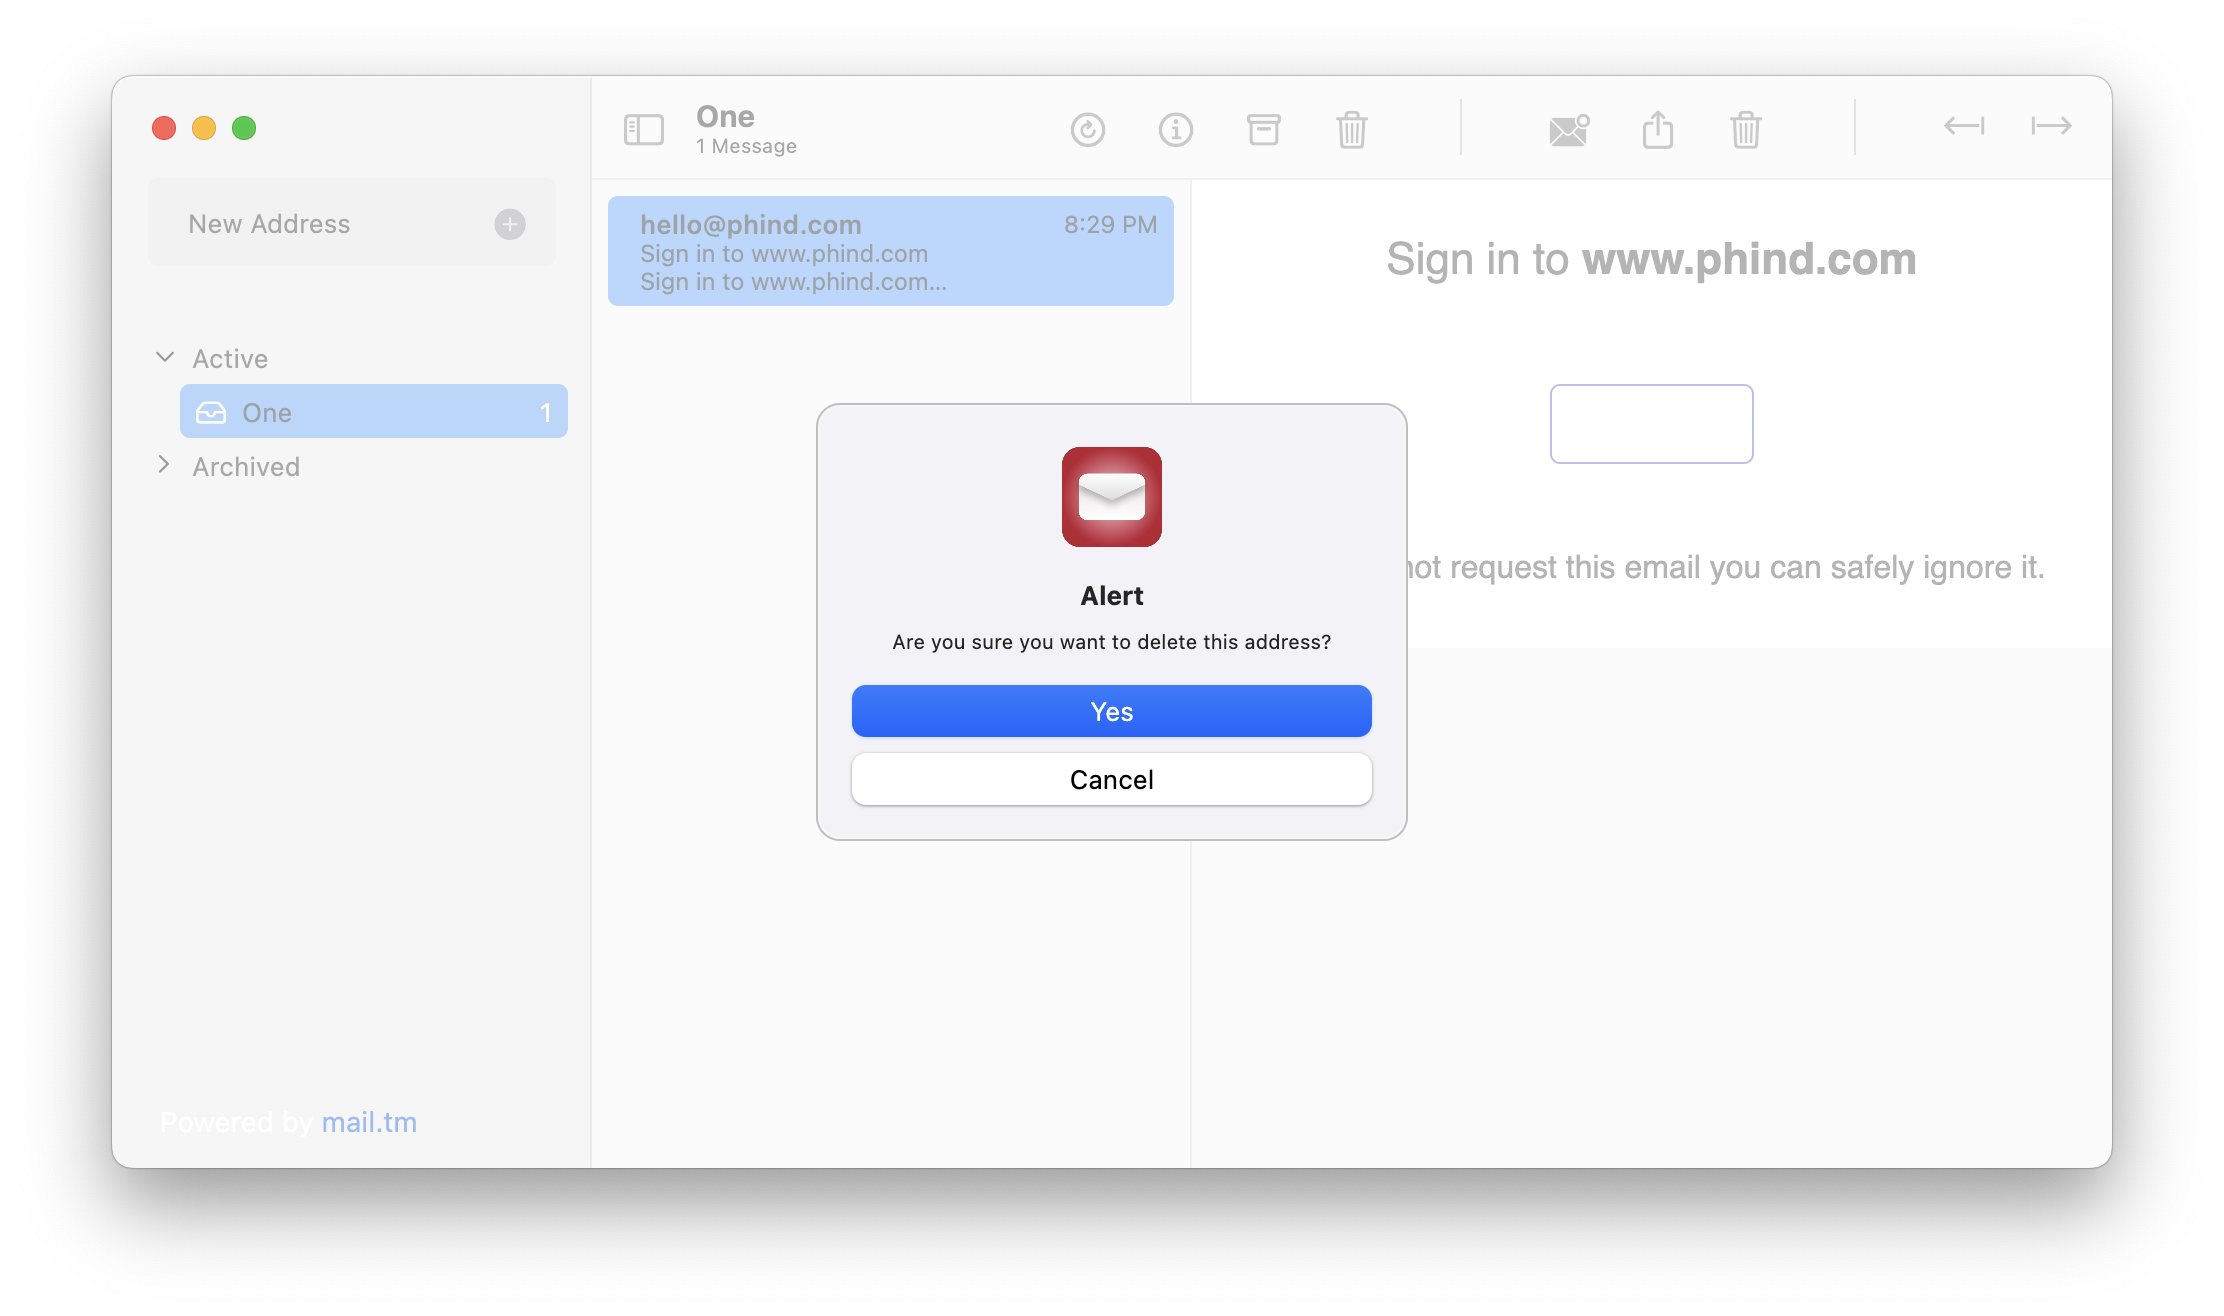 One
1 Message
New Address
Active
One 1
Archived
Powered by mail.tm
hello@phind.com 8:29 PM
Sign in to www.phind.com
Sign in to www.phind.com...
Sign in to www.phind.com
not request this email you can safely ignore it.
Alert
Are you sure you want to delete this address?
Yes
Cancel